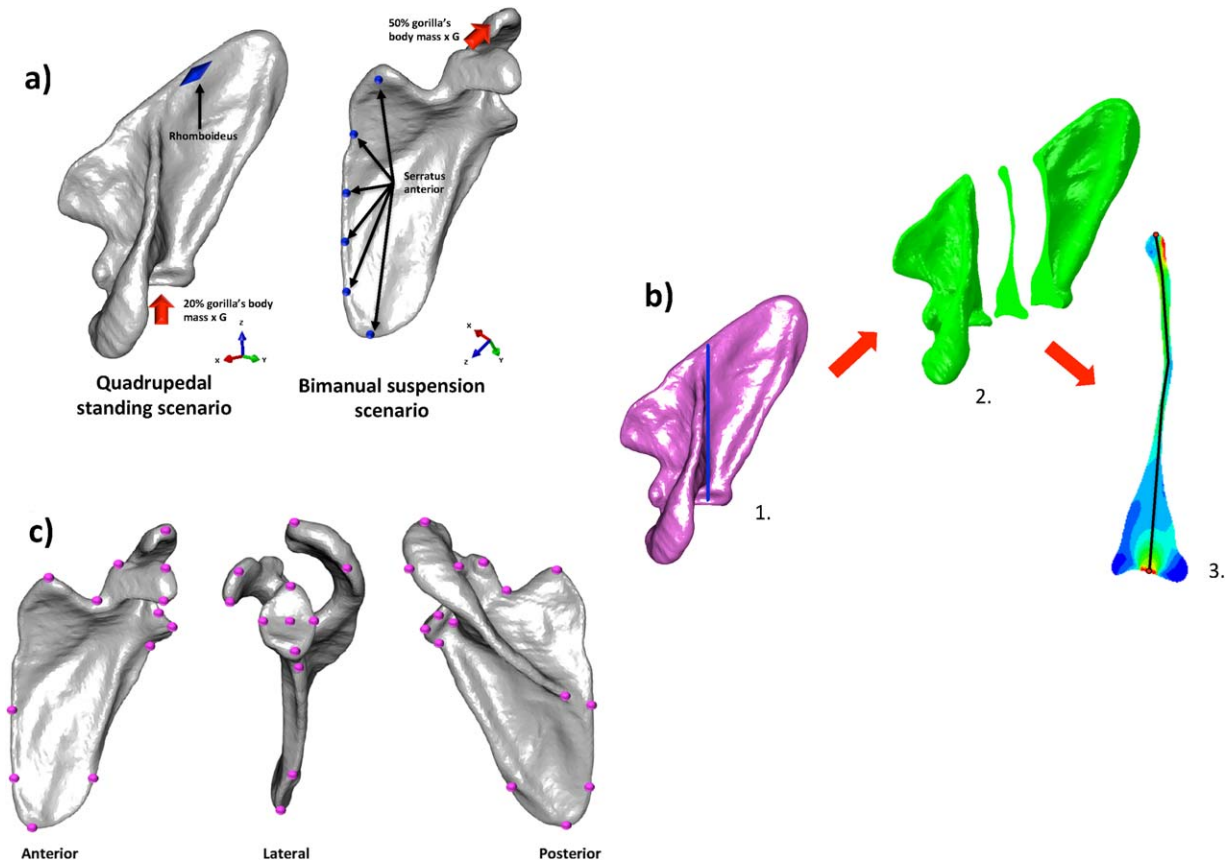 a)
Rhomboideus
20% gorilla's body
mass x G
Z
X
Y
Quadrupedal
standing scenario
50% gorilla's
body mass x G
Serratus
anterior
X
Z
Y
Bimanual suspension
scenario
b)
1.
2.
3.
c)
Anterior
Lateral
Posterior